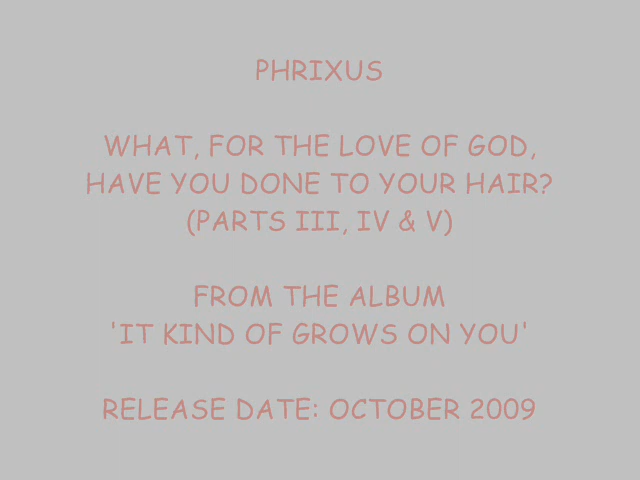 PHRIXUS
WHAT, FOR THE LOVE OF GOD,
HAVE YOU DONE TO YOUR HAIR?
(PARTS III, IV & V)
FROM THE ALBUM
'IT KIND OF GROWS ON YOU'
RELEASE DATE: OCTOBER 2009